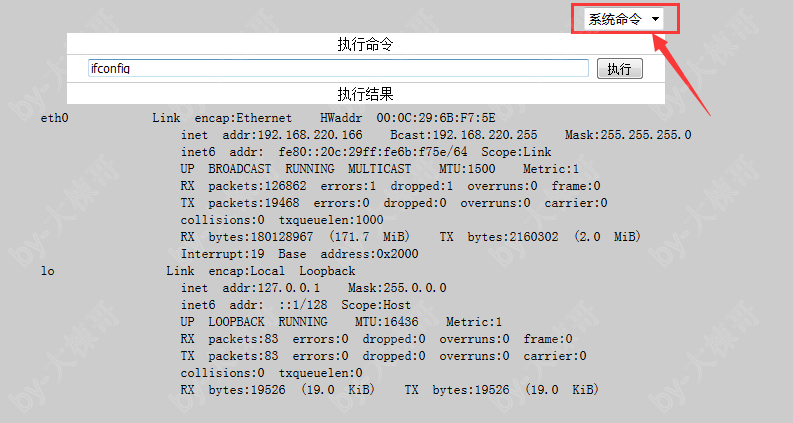 系统命令
执行命令
ifconfig 执行
执行结果
eth0 Link encap:Ethernet HWaddr 00:0C:29:6B:F7:5E
inet addr:192.168.220.166 Bcast:192.168.220.255 Mask:255.255.255.0
inet6 addr: fe80::20c:29ff:fe6b:f75e/64 Scope:Link
UP BROADCAST RUNNING MULTICAST MTU:1500 Metric:1
RX packets:126862 errors:1 dropped:1 overruns:0 frame:0
TX packets:19468 errors:0 dropped:0 overruns:0 carrier:0
collisions:0 txqueuelen:1000
RX bytes:180128967 (171.7 MiB) TX bytes:2160302 (2.0 MiB)
Interrupt:19 Base address:0x2000
lo Link encap:Local Loopback
inet addr:127.0.0.1 Mask:255.0.0.0
inet6 addr: ::1/128 Scope:Host
UP LOOPBACK RUNNING MTU:16436 Metric:1
RX packets:83 errors:0 dropped:0 overruns:0 frame:0
TX packets:83 errors:0 dropped:0 overruns:0 carrier:0
collisions:0 txqueuelen:0
RX bytes:19526 (19.0 KiB) TX bytes:19526 (19.0 KiB)
by-大榇哥